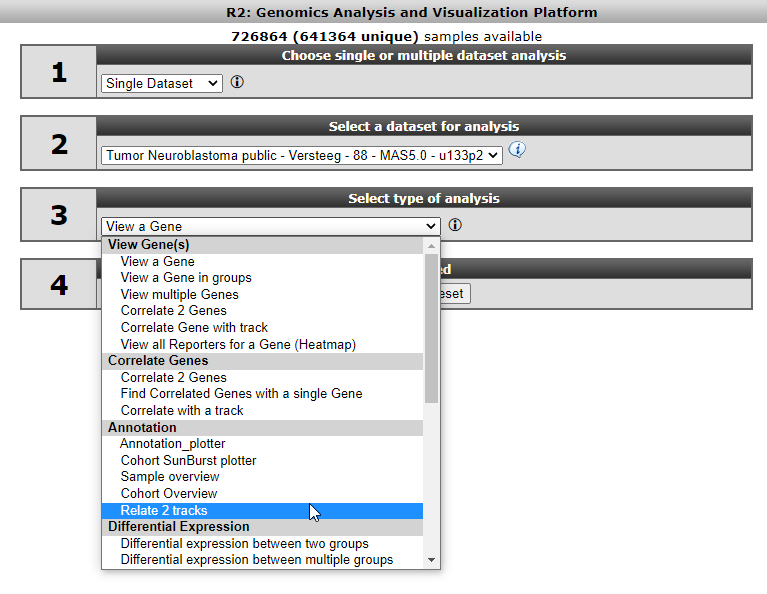 R2: Genomics Analysis and Visualization Platform
726864 (641364 unique) samples available
1
Choose single or multiple dataset analysis
Single Dataset
2
Select a dataset for analysis
Tumor Neuroblastoma public - Versteeg - 88 - MAS5.0 - u133p2
3
Select type of analysis
View a Gene
View Gene(s)
View a Gene
View a Gene in groups
View multiple Genes
Correlate 2 Genes
Correlate Gene with track
View all Reporters for a Gene (Heatmap)
Correlate Genes
Correlate 2 Genes
Find Correlated Genes with a single Gene
Correlate with a track
Annotation
Annotation_plotter
Cohort SunBurst plotter
Sample overview
Cohort Overview
Relate 2 tracks
Differential Expression
Differential expression between two groups
Differential expression between multiple groups
4
ed
eset